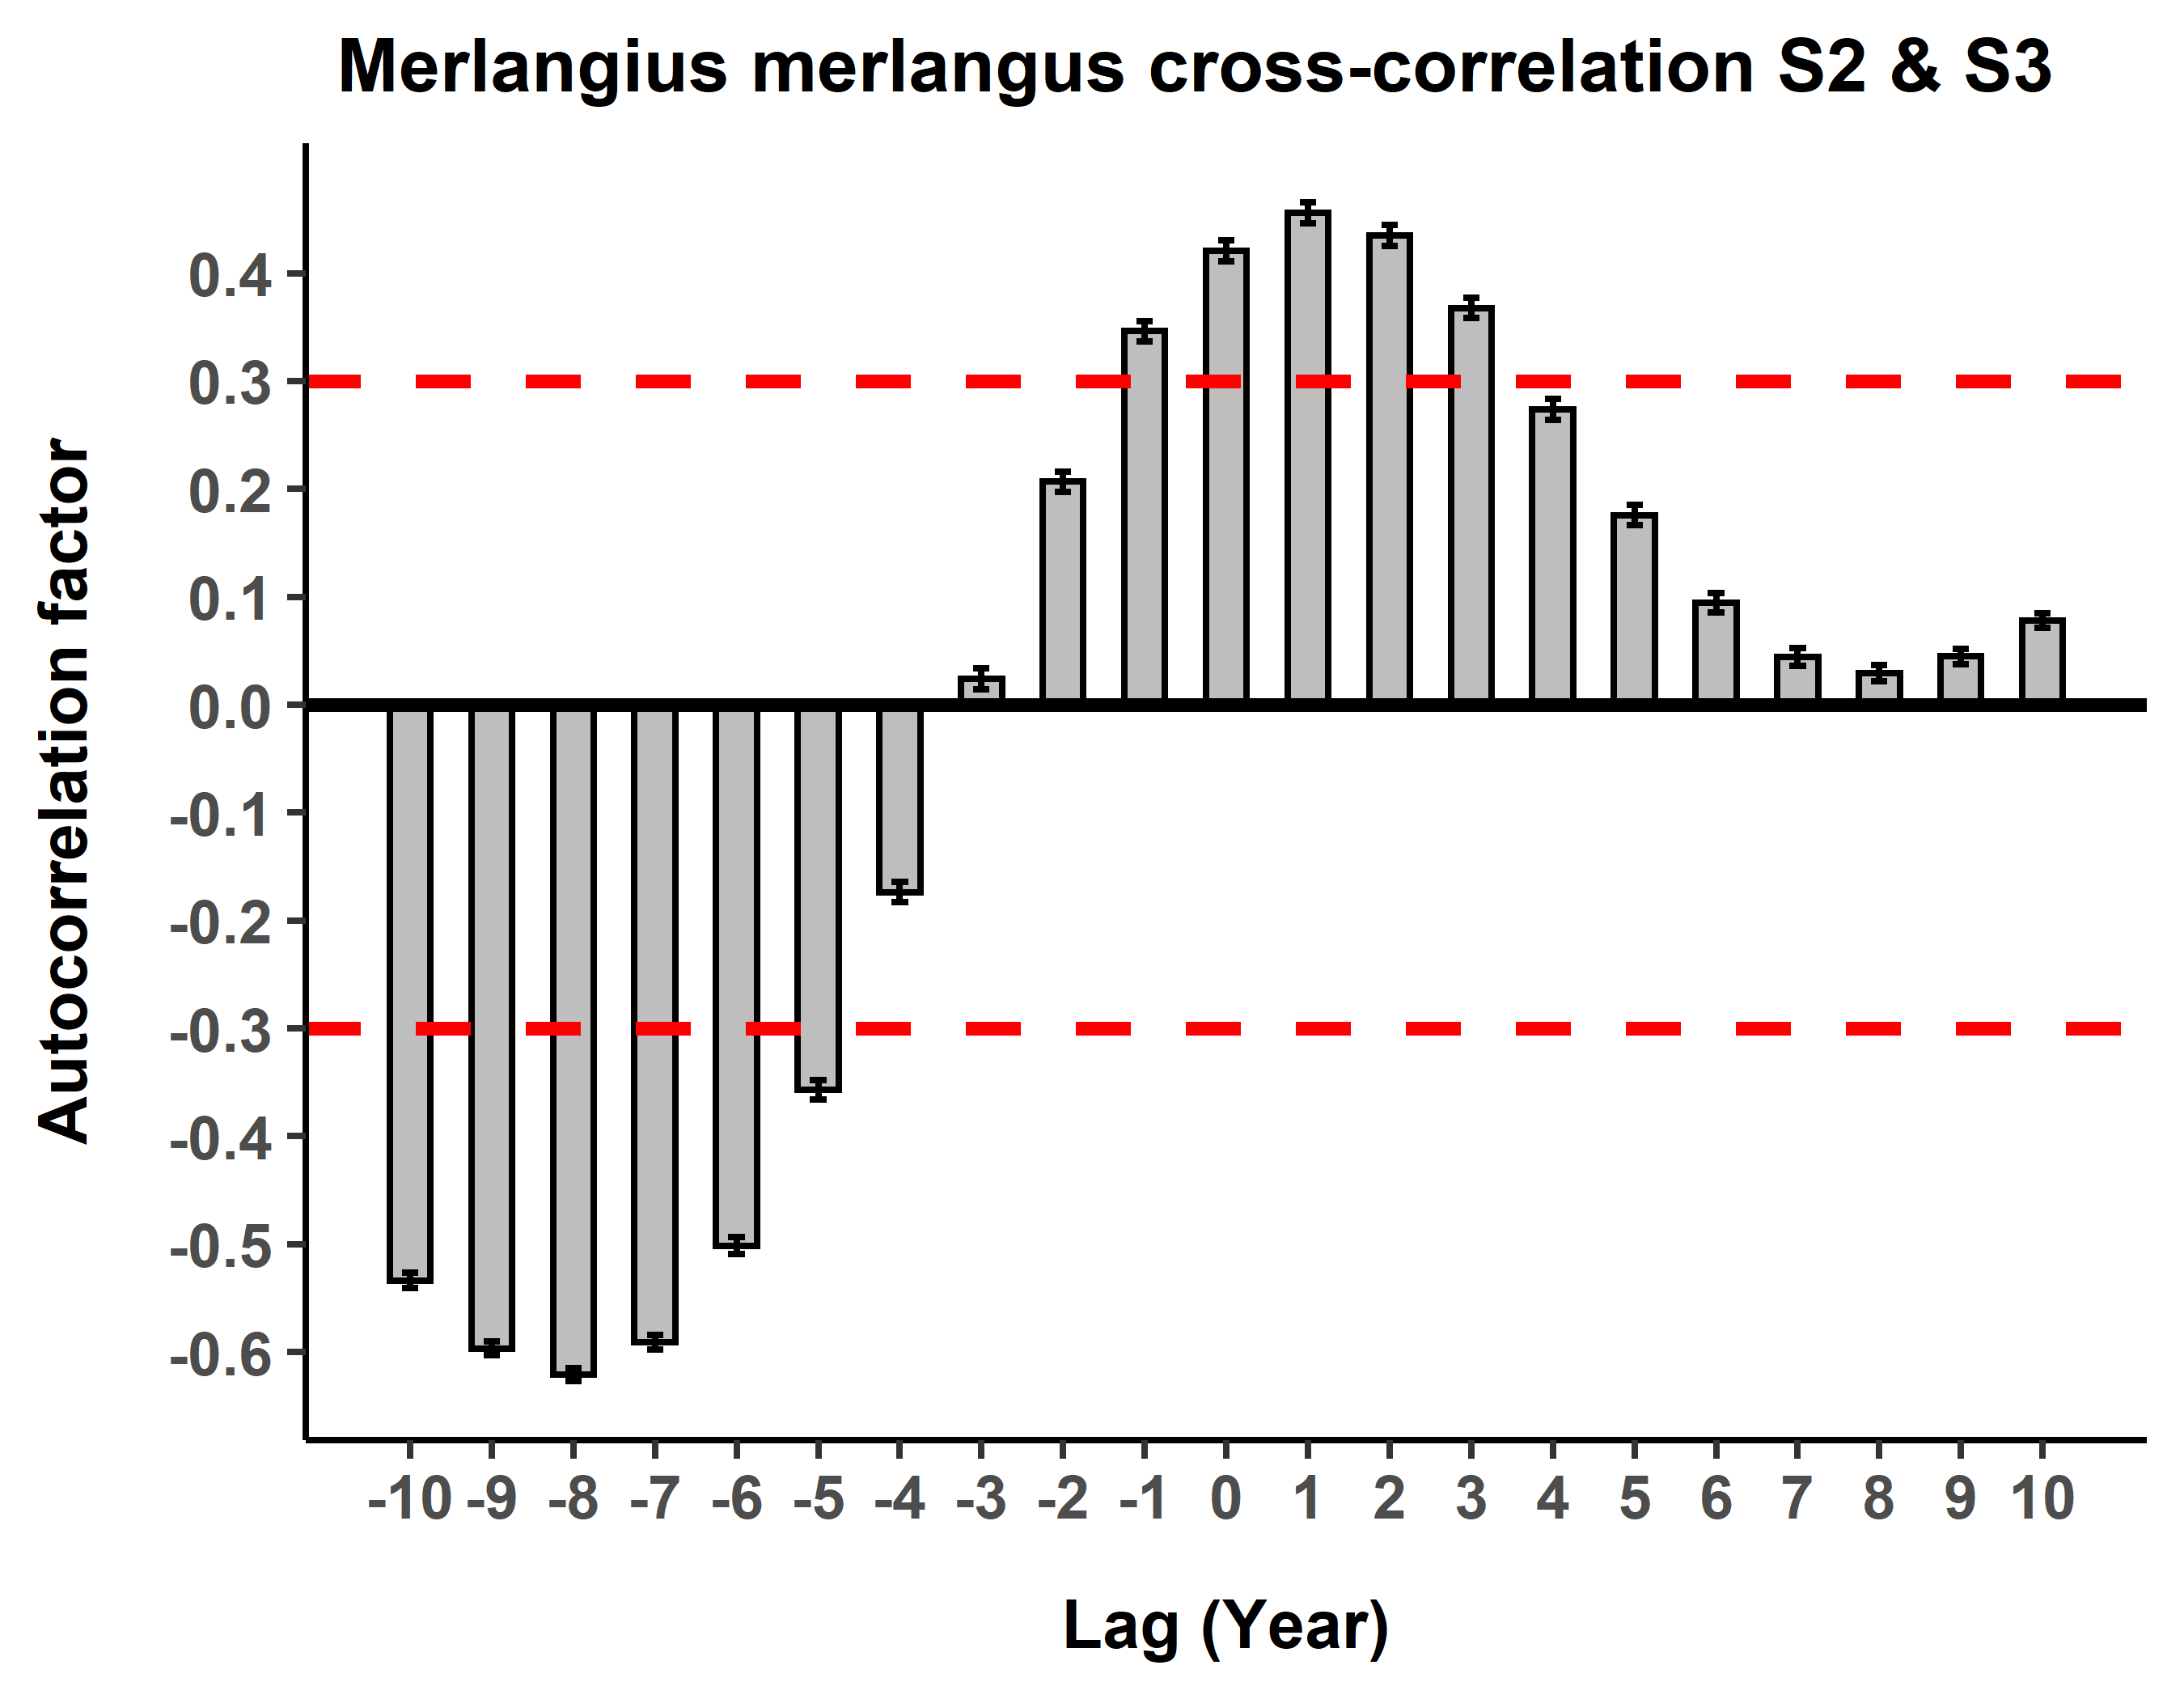 Merlangius merlangus cross-correlation S2 & S3
Autocorrelation factor
0.4
0.3
0.2
0.1
0.0
-0.1
-0.2
-0.3
-0.4
-0.5
-0.6
-10 -9 -8 -7 -6 -5 -4 -3 -2 -1 0 1 2 3 4 5 6 7 8 9 10
Lag (Year)